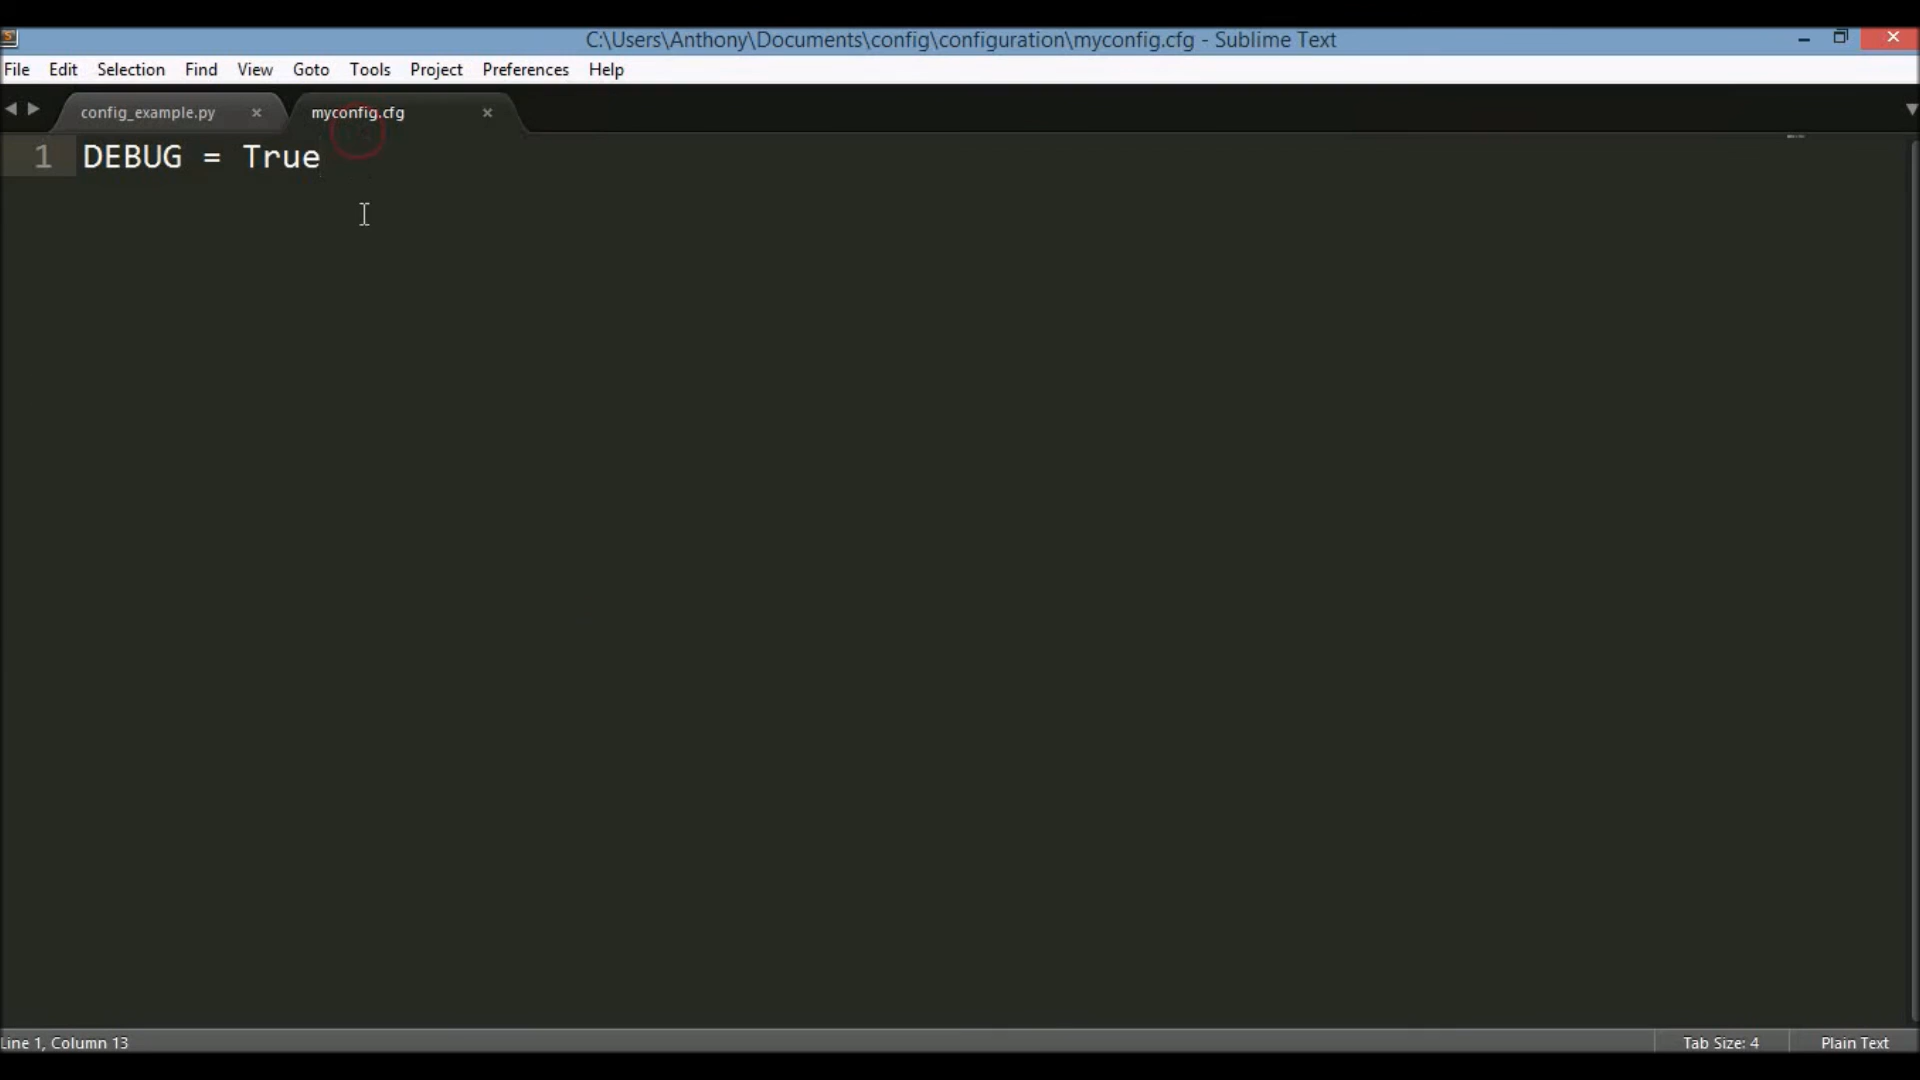 C:\Users\Anthony\Documents\config\configuration\myconfig.cfg - Sublime Text
File Edit Selection Find View Goto Tools Project Preferences Help
config_example.py myconfig.cfg
1 DEBUG = True
Line 1, Column 13 Tab Size: 4 Plain Text